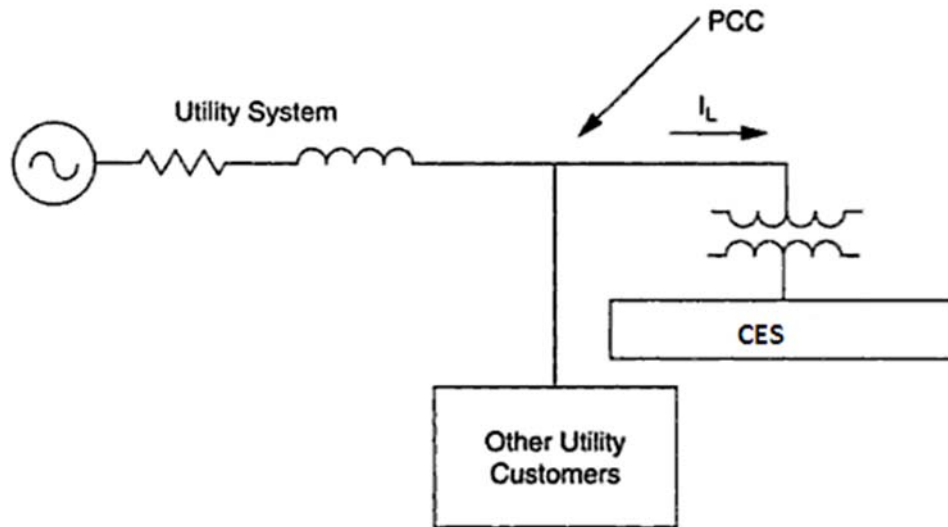 PCC
Utility System
I_L
CES
Other Utility
Customers